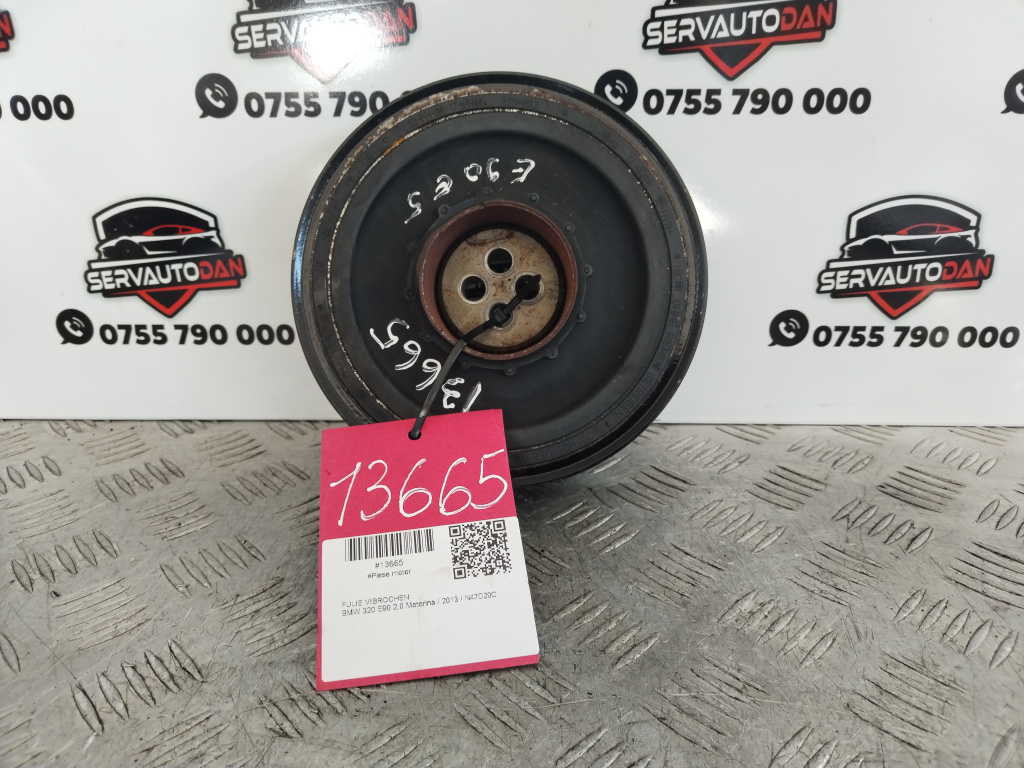 SERVAUTODAN
SERVAUTODAN
000
0755 790 000
0755 790 000
E90 E5
SERVAUTODAN
SERVAUTODAN
0755 790 000
0755 790 000
13665
13665
#13665
#Piese motor
FULIE VIBROCHEN
BMW 320 E90 2.0 Motorina / 2013 / N47D20C